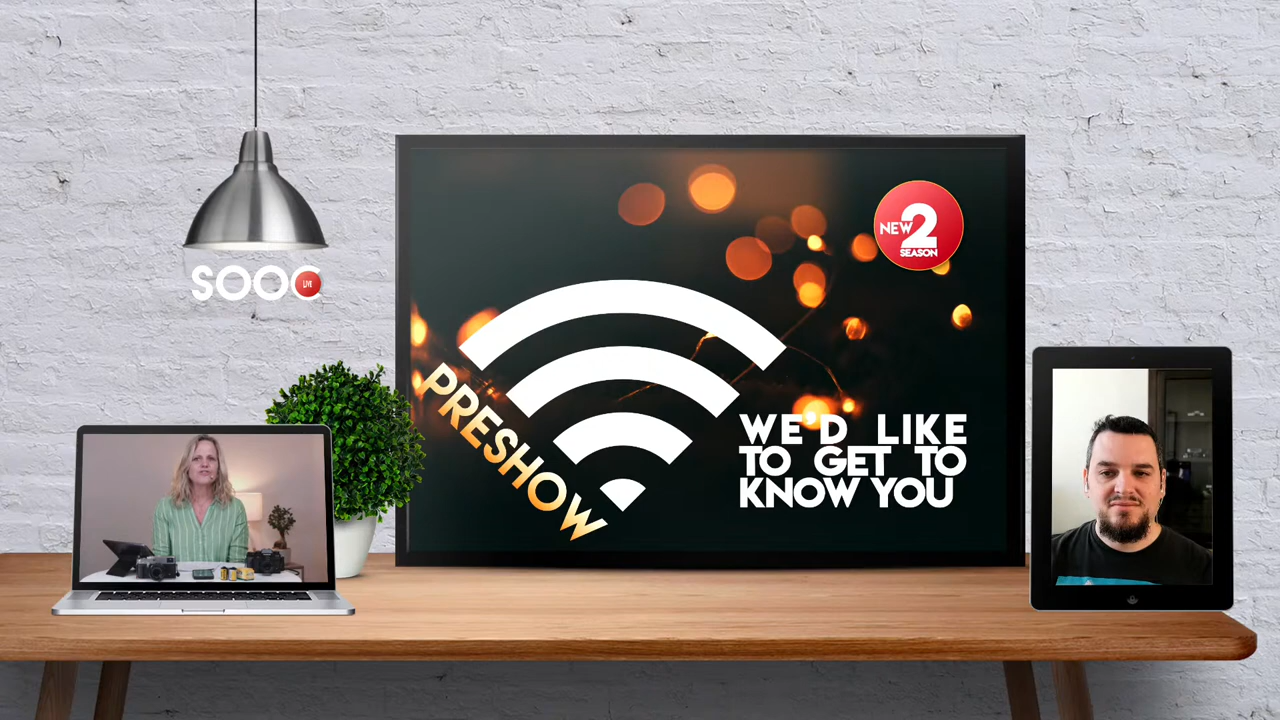 SOOC
LIVE
NEW 2
SEASON
PRESHOW
WE'D LIKE
TO GET TO
KNOW YOU